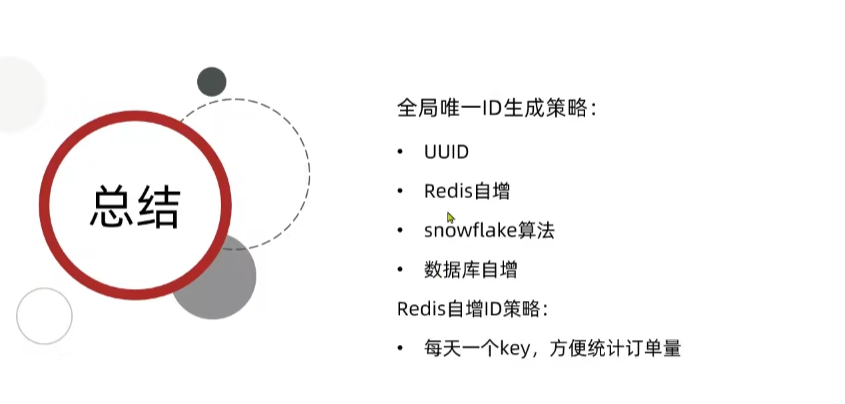 总结
全局唯一ID生成策略：
• UUID
• Redis自增
• snowflake算法
• 数据库自增
Redis自增ID策略：
• 每天一个key，方便统计订单量